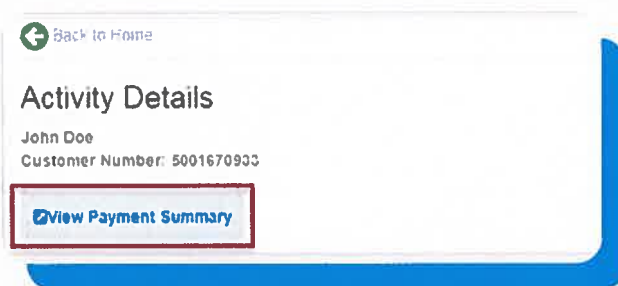 Back to Home
Activity Details
John Doe
Customer Number: 5001670933
View Payment Summary